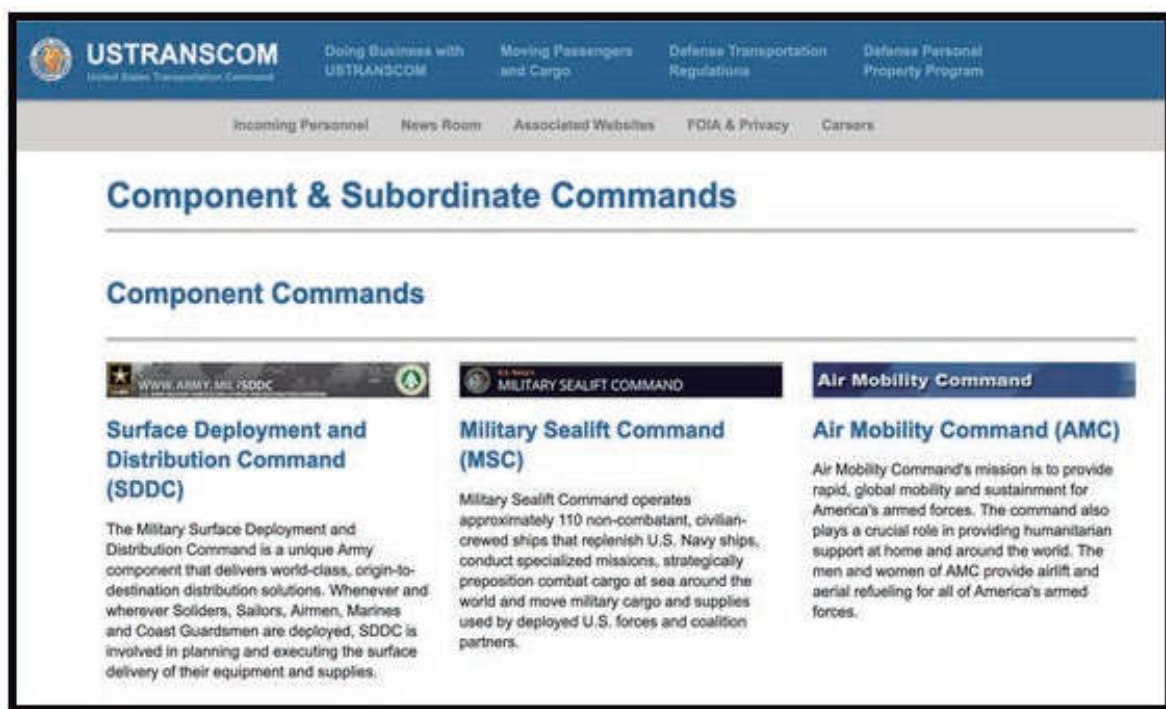 USTRANSCOM
United States Transportation Command
Doing Business with
USTRANSCOM
Moving Passengers
and Cargo
Defense Transportation
Regulations
Defense Personal
Property Program
Incoming Personnel
News Room
Associated Websites
FOIA & Privacy
Careers
Component & Subordinate Commands
Component Commands
WWW.ARMY.MIL/SDDC
Surface Deployment and
Distribution Command
(SDDC)
The Military Surface Deployment and
Distribution Command is a unique Army
component that delivers world-class, origin-to-
destination distribution solutions. Whenever and
wherever Soliders, Sailors, Airmen, Marines
and Coast Guardsmen are deployed, SDDC is
involved in planning and executing the surface
delivery of their equipment and supplies.
U.S. NAVY'S
MILITARY SEALIFT COMMAND
Military Sealift Command
(MSC)
Military Sealift Command operates
approximately 110 non-combatant, civilian-
crewed ships that replenish U.S. Navy ships,
conduct specialized missions, strategically
preposition combat cargo at sea around the
world and move military cargo and supplies
used by deployed U.S. forces and coalition
partners.
Air Mobility Command
Air Mobility Command (AMC)
Air Mobility Command's mission is to provide
rapid, global mobility and sustainment for
America's armed forces. The command also
plays a crucial role in providing humanitarian
support at home and around the world. The
men and women of AMC provide airlift and
aerial refueling for all of America's armed
forces.